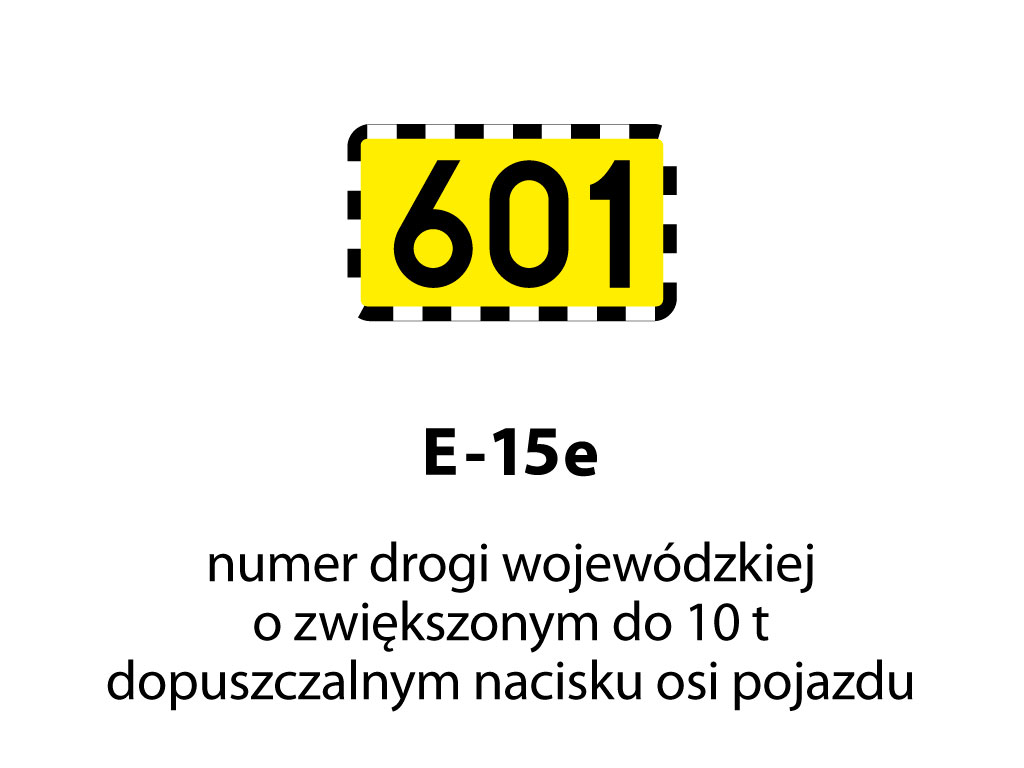 601
E-15e
numer drogi wojewódzkiej
o zwiększonym do 10 t
dopuszczalnym nacisku osi pojazdu